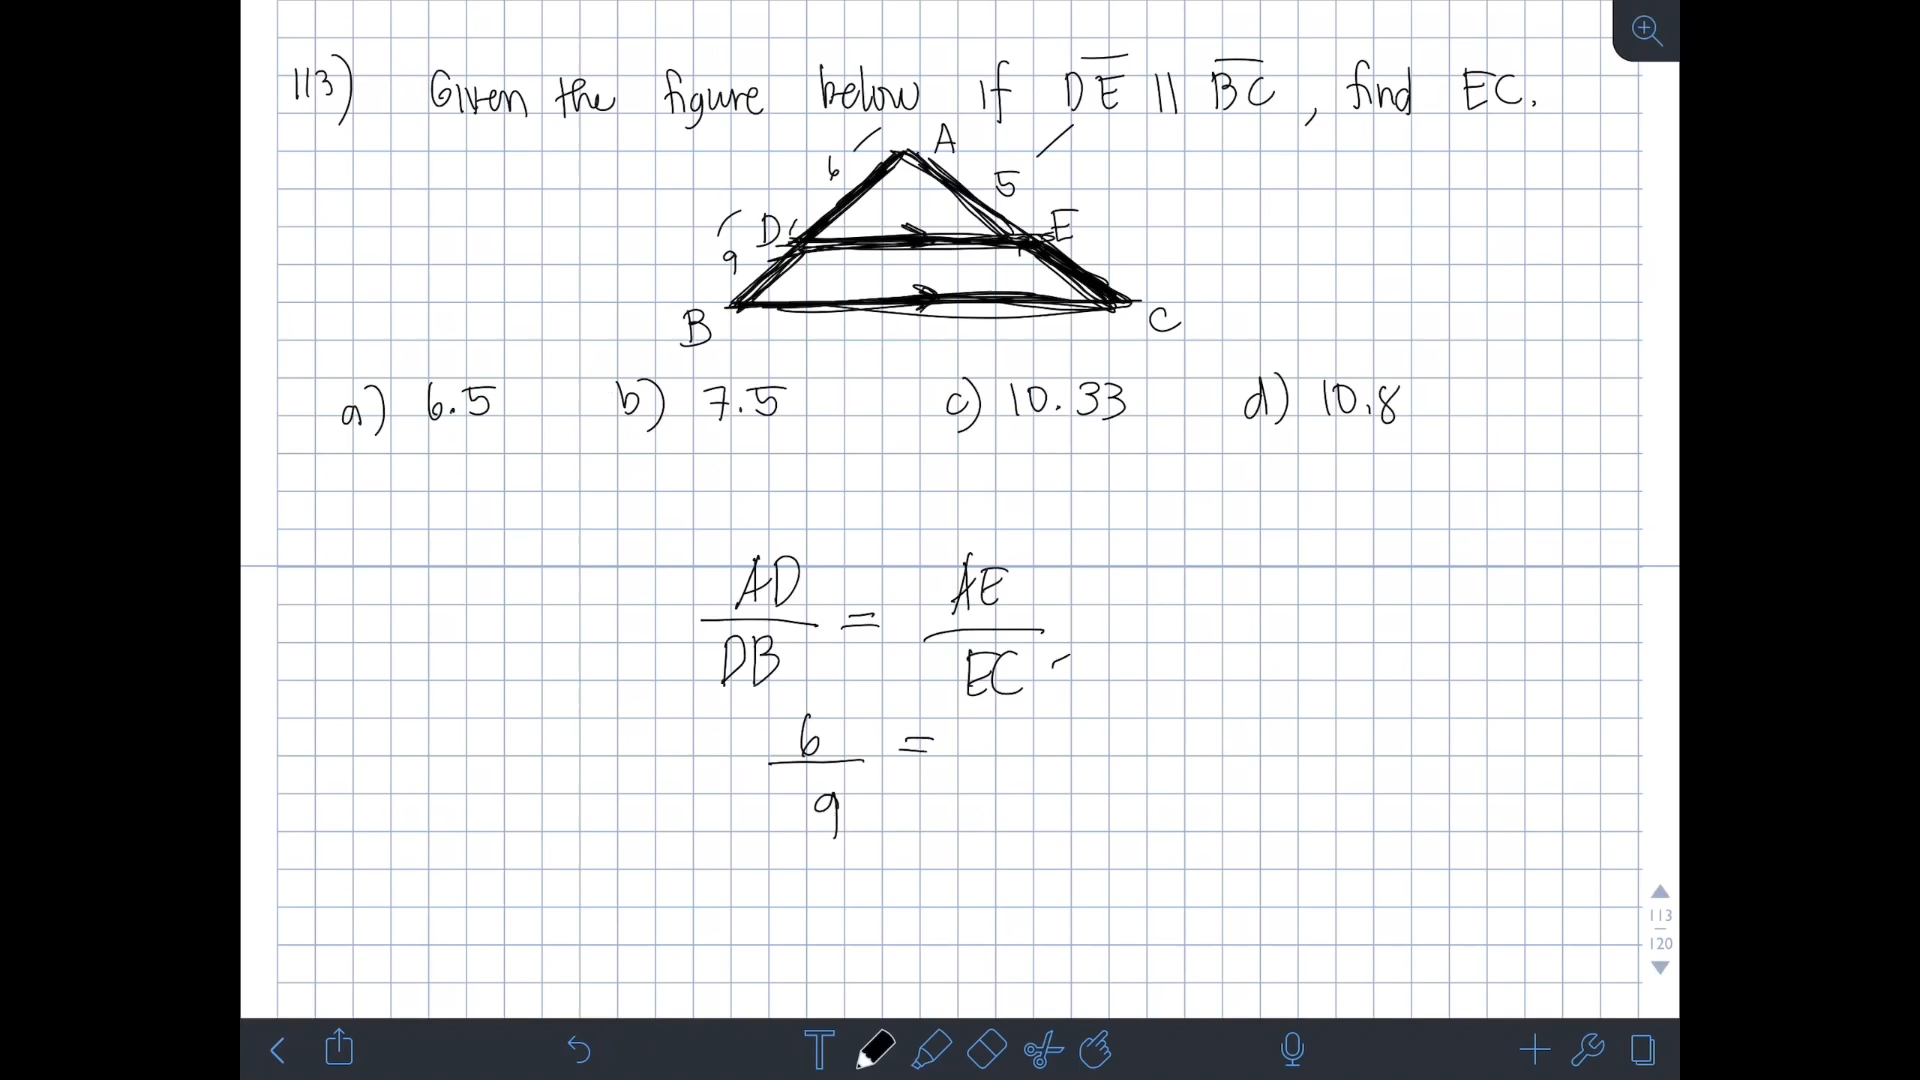 113) Given the figure below if DE || BC, find EC.
A
6
5
D
E
9
B
C
a) 6.5 b) 7.5 c) 10.33 d) 10.8
AD / DB = AE / EC
6 / 9 =
113
120
T